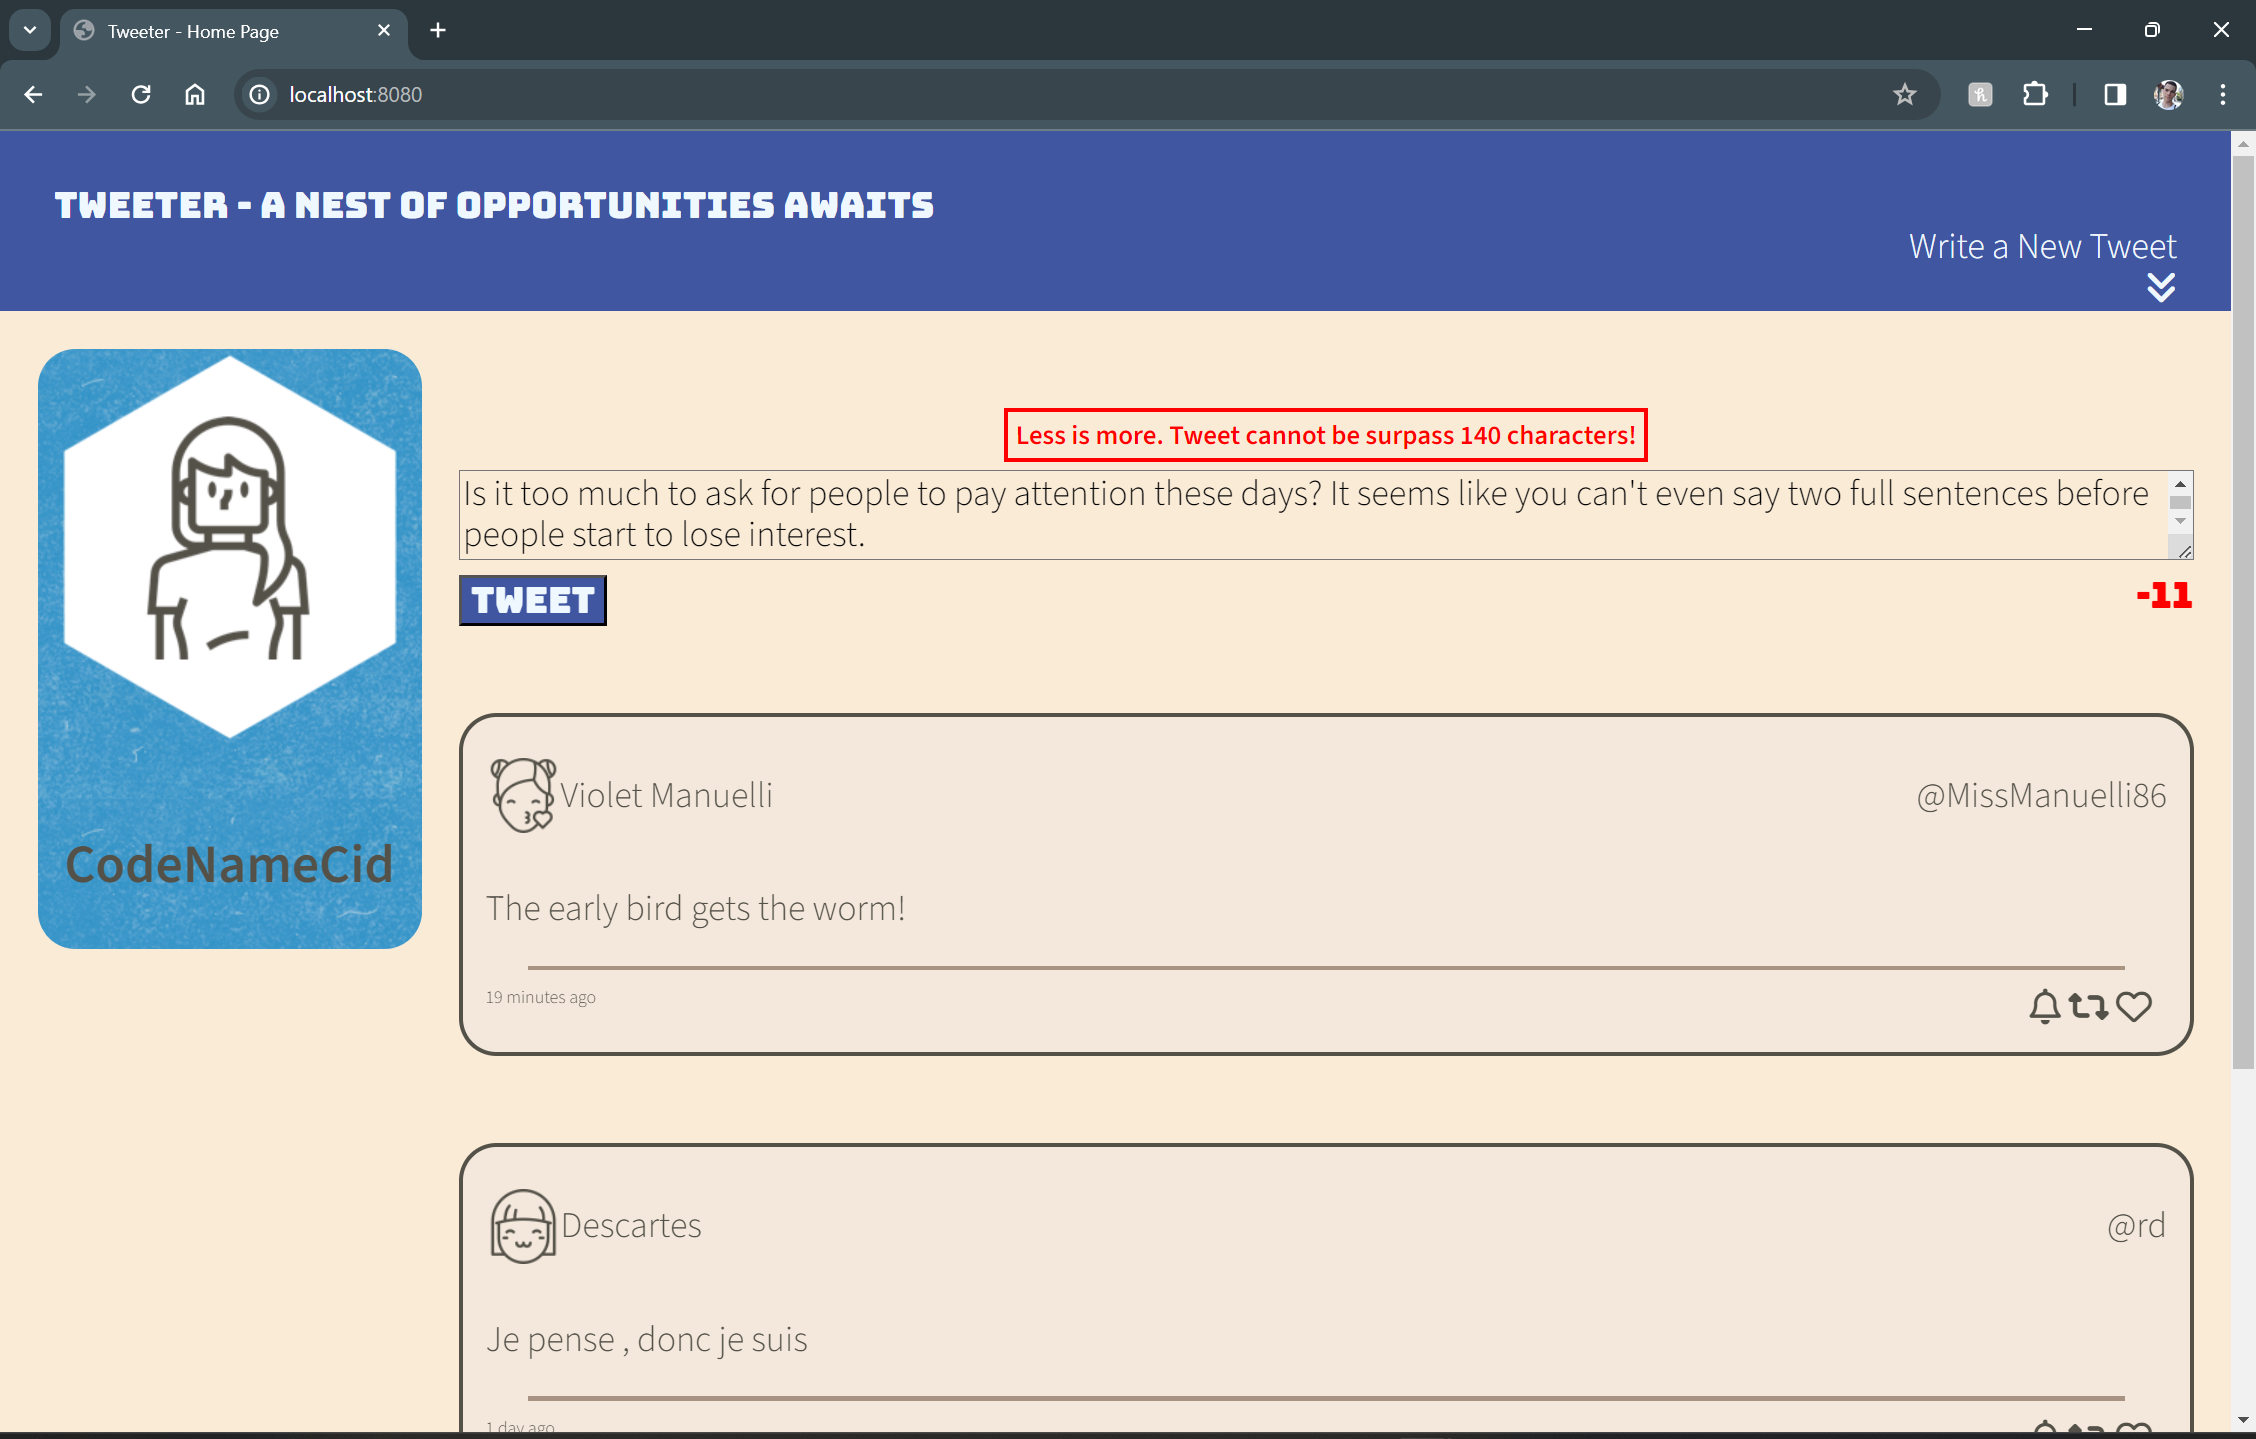 Tweeter - Home Page
localhost:8080
TWEETER - A NEST OF OPPORTUNITIES AWAITS
Write a New Tweet
Less is more. Tweet cannot be surpass 140 characters!
Is it too much to ask for people to pay attention these days? It seems like you can't even say two full sentences before
people start to lose interest.
TWEET
-11
CodeNameCid
Violet Manuelli
@MissManuelli86
The early bird gets the worm!
19 minutes ago
Descartes
@rd
Je pense , donc je suis
1 day ago